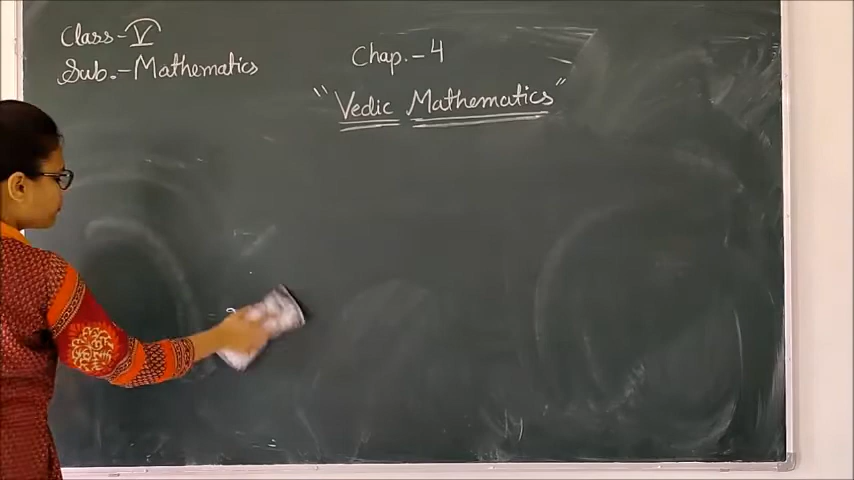 Class - V
Sub. - Mathematics
Chap. - 4
"Vedic Mathematics"